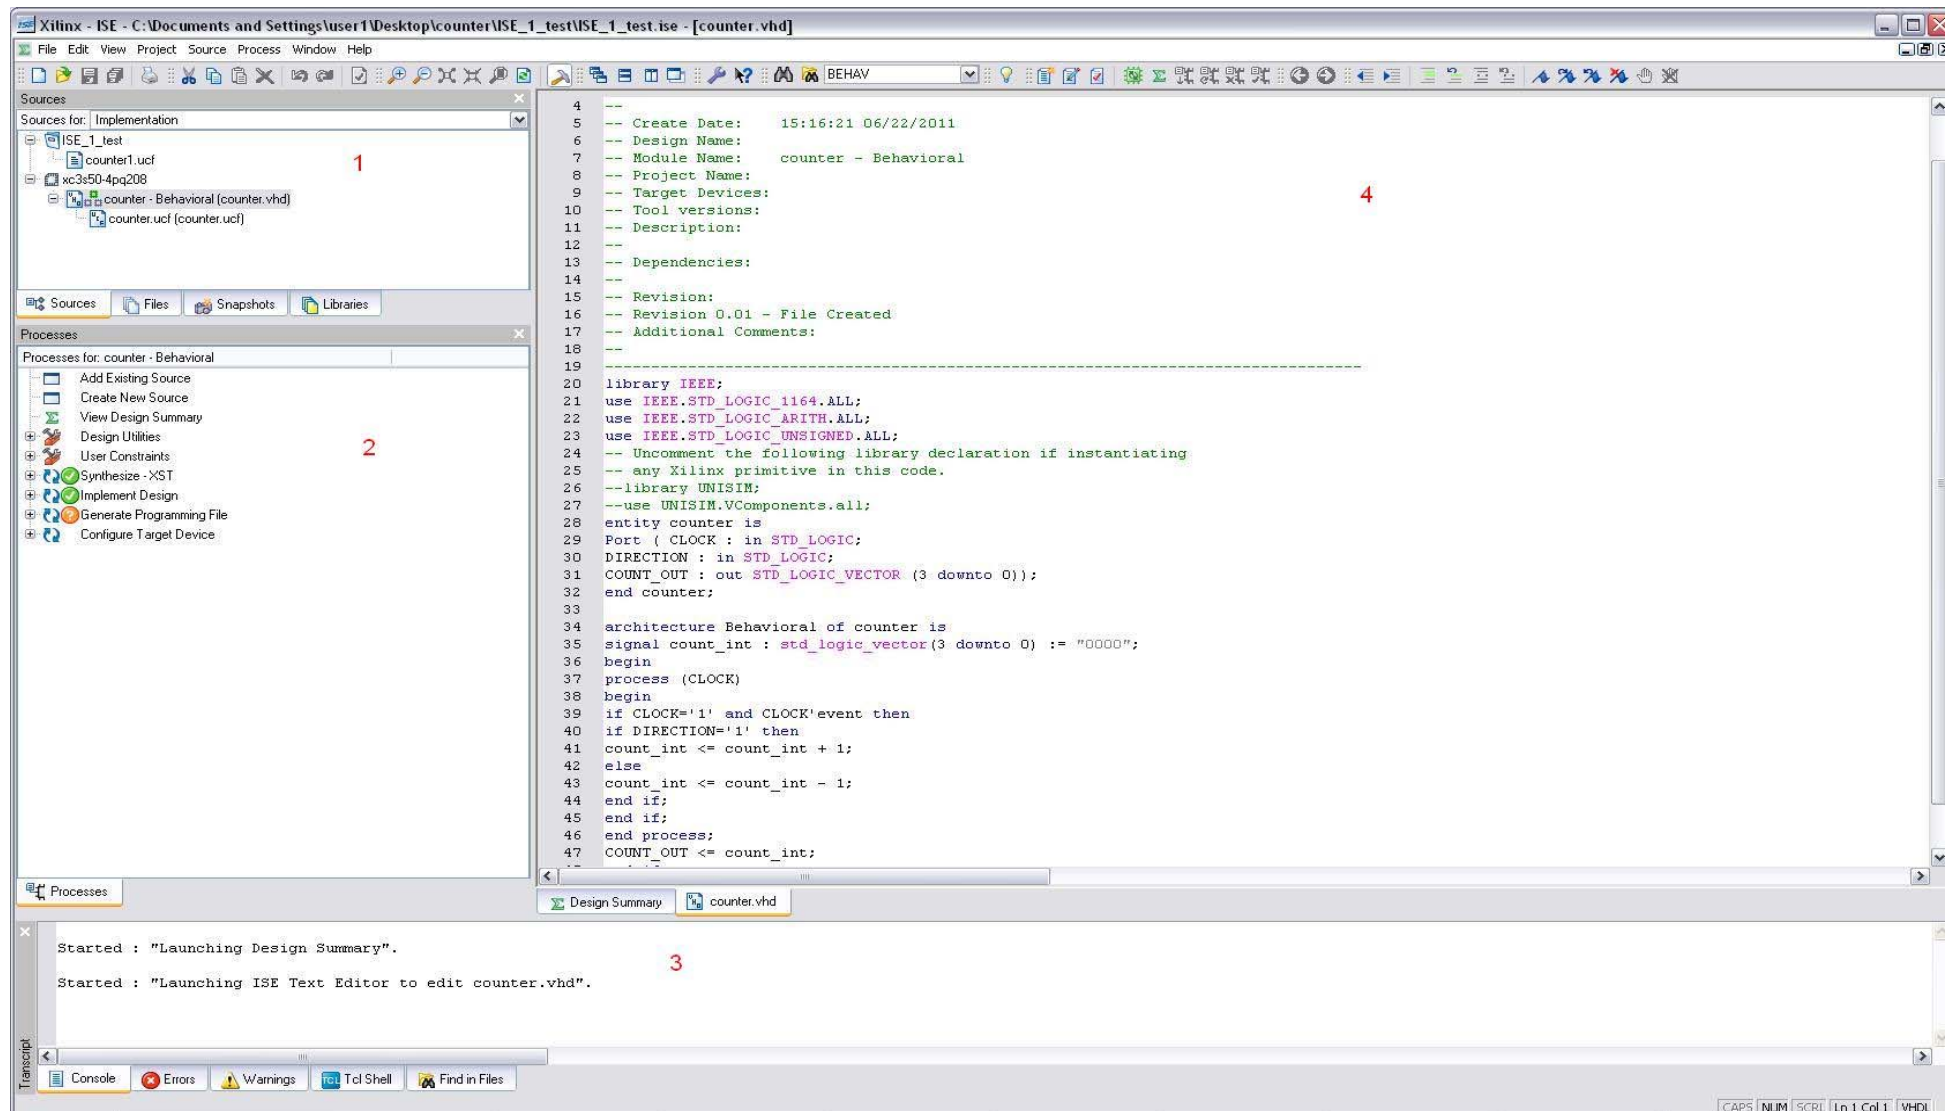 Xilinx - ISE - C:\Documents and Settings\user1\Desktop\counter\ISE_1_test\ISE_1_test.ise - [counter.vhd]
File Edit View Project Source Process Window Help
BEHAV
Sources
Sources for: Implementation
ISE_1_test
counter1.ucf
xc3s50-4pq208
counter - Behavioral (counter.vhd)
counter.ucf (counter.ucf)
1
Sources Files Snapshots Libraries
Processes
Processes for: counter - Behavioral
Add Existing Source
Create New Source
View Design Summary
Design Utilities
User Constraints
Synthesize - XST
Implement Design
Generate Programming File
Configure Target Device
2
Processes
4 --
5 -- Create Date:    15:16:21 06/22/2011
6 -- Design Name:
7 -- Module Name:    counter - Behavioral
8 -- Project Name:
9 -- Target Devices:
10 -- Tool versions:
11 -- Description:
12 --
13 -- Dependencies:
14 --
15 -- Revision:
16 -- Revision 0.01 - File Created
17 -- Additional Comments:
18 --
19 ----------------------------------------------------------------------------------
20 library IEEE;
21 use IEEE.STD_LOGIC_1164.ALL;
22 use IEEE.STD_LOGIC_ARITH.ALL;
23 use IEEE.STD_LOGIC_UNSIGNED.ALL;
24 -- Uncomment the following library declaration if instantiating
25 -- any Xilinx primitive in this code.
26 --library UNISIM;
27 --use UNISIM.VComponents.all;
28 entity counter is
29 Port ( CLOCK : in STD_LOGIC;
30 DIRECTION : in STD_LOGIC;
31 COUNT_OUT : out STD_LOGIC_VECTOR (3 downto 0));
32 end counter;
33
34 architecture Behavioral of counter is
35 signal count_int : std_logic_vector(3 downto 0) := "0000";
36 begin
37 process (CLOCK)
38 begin
39 if CLOCK='1' and CLOCK'event then
40 if DIRECTION='1' then
41 count_int <= count_int + 1;
42 else
43 count_int <= count_int - 1;
44 end if;
45 end if;
46 end process;
47 COUNT_OUT <= count_int;
4
Design Summary counter.vhd
Started : "Launching Design Summary".
Started : "Launching ISE Text Editor to edit counter.vhd".
3
Transcript
Console Errors Warnings Tcl Shell Find in Files
CAPS NUM SCRL Ln 1 Col 1 VHDL